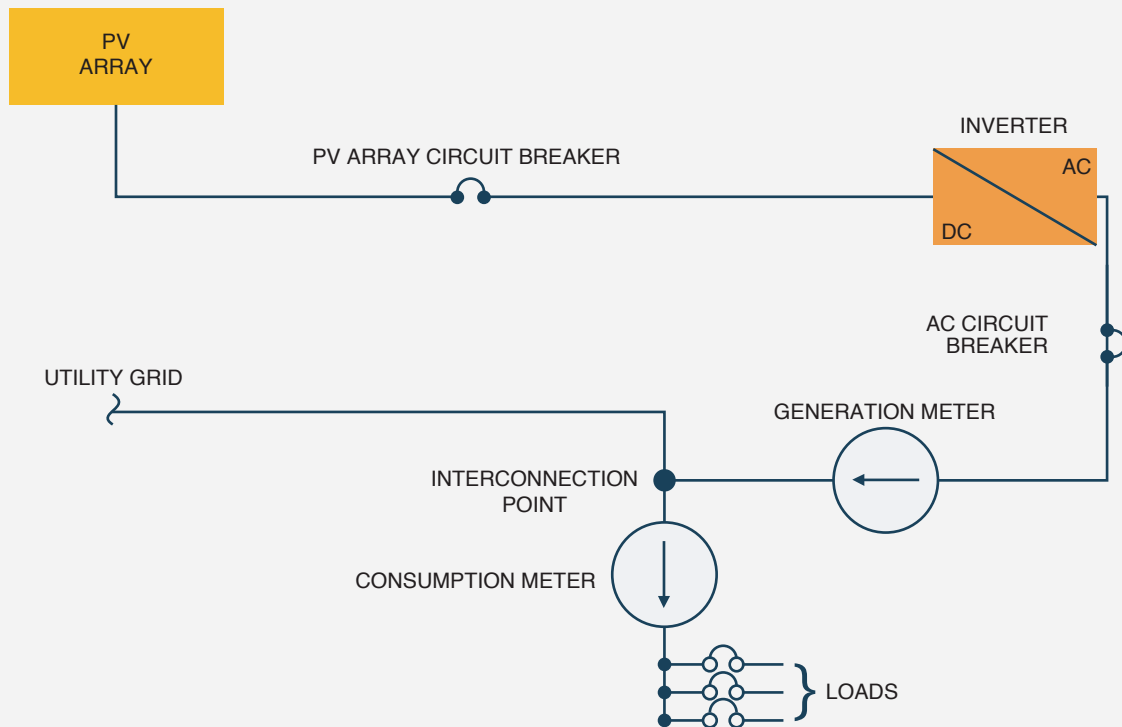 PV
ARRAY
INVERTER
PV ARRAY CIRCUIT BREAKER
AC
DC
AC CIRCUIT
BREAKER
UTILITY GRID
GENERATION METER
INTERCONNECTION
POINT
CONSUMPTION METER
LOADS